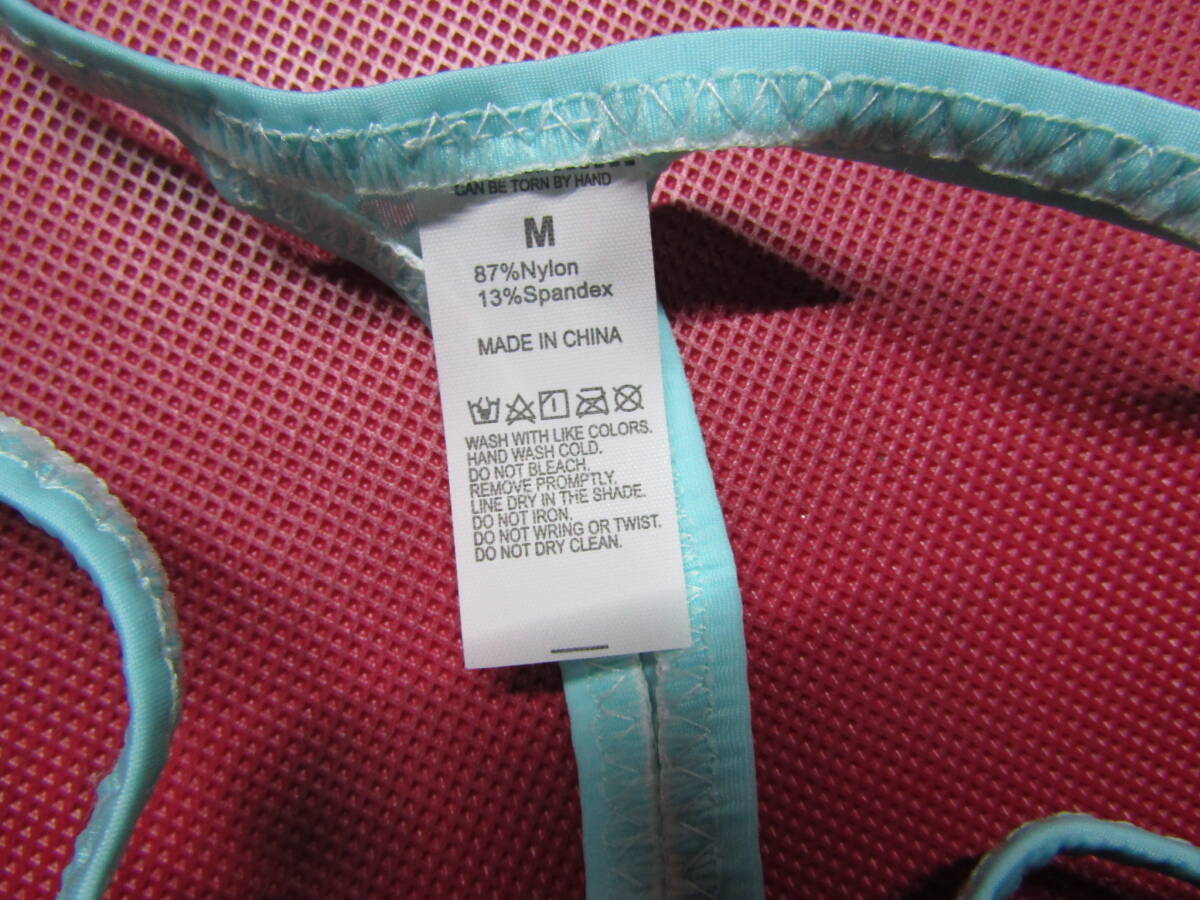 CAN BE TORN BY HAND
M
87%Nylon
13%Spandex
MADE IN CHINA
WASH WITH LIKE COLORS.
HAND WASH COLD.
DO NOT BLEACH.
REMOVE PROMPTLY.
LINE DRY IN THE SHADE.
DO NOT IRON.
DO NOT WRING OR TWIST.
DO NOT DRY CLEAN.